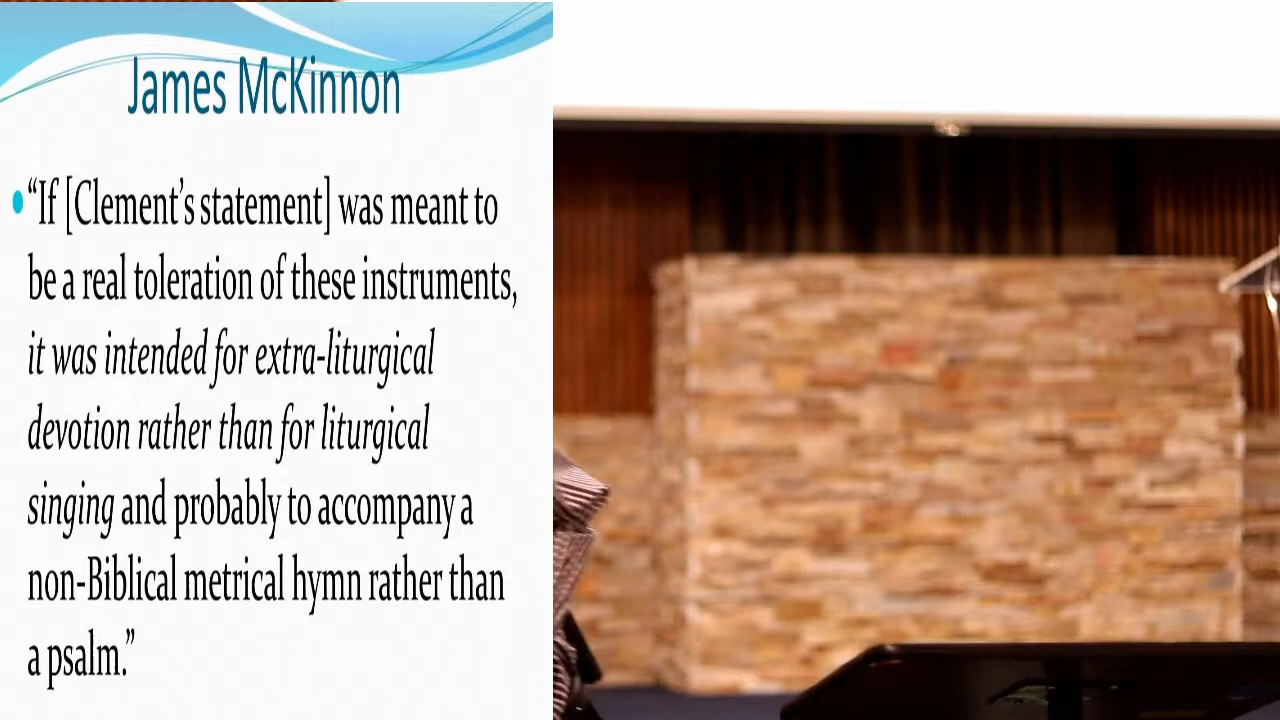 James McKinnon
•“If [Clement’s statement] was meant to
be a real toleration of these instruments,
it was intended for extra-liturgical
devotion rather than for liturgical
singing and probably to accompany a
non-Biblical metrical hymn rather than
a psalm.”